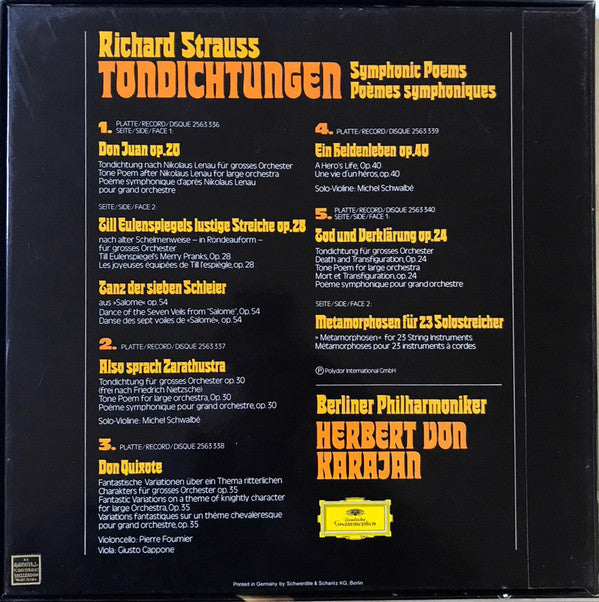 Richard Strauss
TONDICHTUNGEN Symphonic Poems
Poèmes symphoniques
1. PLATTE/RECORD/DISQUE 2563 336
SEITE/SIDE/FACE 1:
Don Juan op.20
Tondichtung nach Nikolaus Lenau für grosses Orchester
Tone Poem after Nikolaus Lenau for large orchestra
Poème symphonique d'après Nikolaus Lenau
pour grand orchestre
SEITE/SIDE/FACE 2:
Till Eulenspiegels lustige Streiche op.28
nach alter Schelmenweise – in Rondeauform –
für grosses Orchester
Till Eulenspiegel's Merry Pranks, Op. 28
Les joyeuses équipées de Till l'espiègle, op. 28
Tanz der sieben Schleier
aus »Salome« op. 54
Dance of the Seven Veils from "Salome", Op. 54
Danse des sept voiles de «Salomé», op. 54
2. PLATTE/RECORD/DISQUE 2563 337
Also sprach Zarathustra
Tondichtung für grosses Orchester op. 30
(frei nach Friedrich Nietzsche)
Tone Poem for large orchestra, Op. 30
Poème symphonique pour grand orchestre, op. 30
Solo-Violine: Michel Schwalbé
3. PLATTE/RECORD/DISQUE 2563 338
Don Quixote
Fantastische Variationen über ein Thema ritterlichen
Charakters für grosses Orchester op. 35
Fantastic Variations on a theme of knightly character
for large Orchestra, Op. 35
Variations fantastiques sur un thème chevaleresque
pour grand orchestre, op. 35
Violoncello: Pierre Fournier
Viola: Giusto Cappone
4. PLATTE/RECORD/DISQUE 2563 339
Ein Heldenleben op.40
A Hero's Life, Op. 40
Une vie d'un héros, op. 40
Solo-Violine: Michel Schwalbé
5. PLATTE/RECORD/DISQUE 2563 340
SEITE/SIDE/FACE 1:
Tod und Verklärung op.24
Tondichtung für grosses Orchester
Death and Transfiguration, Op. 24
Tone Poem for large orchestra
Mort et Transfiguration, op. 24
Poème symphonique pour grand orchestre
SEITE/SIDE/FACE 2:
Metamorphosen für 23 Solostreicher
»Metamorphosen« for 23 String Instruments
Métamorphoses pour 23 instruments à cordes
Ⓟ Polydor International GmbH
Berliner Philharmoniker
HERBERT VON
KARAJAN
Deutsche
Grammophon
Printed in Germany by Schwerdtle & Schantz KG, Berlin